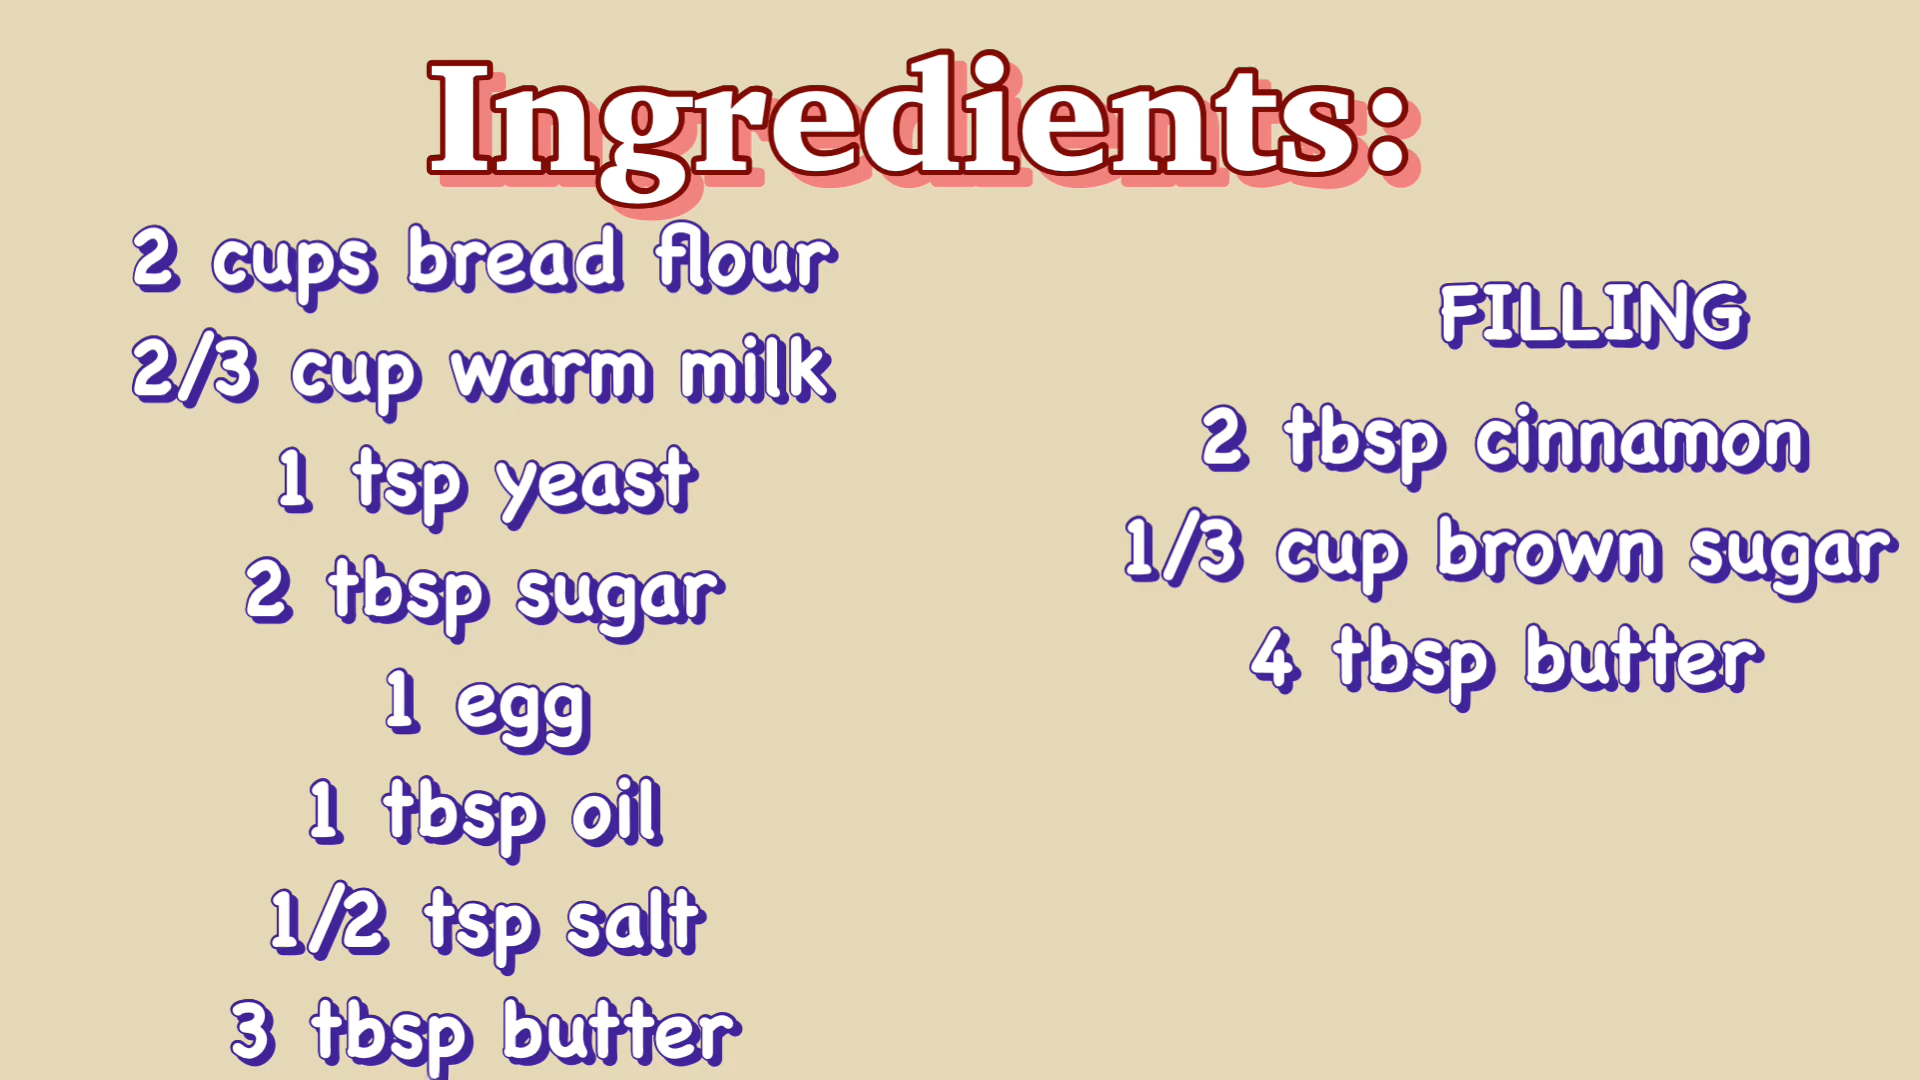 Ingredients:
2 cups bread flour
2/3 cup warm milk
1 tsp yeast
2 tbsp sugar
1 egg
1 tbsp oil
1/2 tsp salt
3 tbsp butter
FILLING
2 tbsp cinnamon
1/3 cup brown sugar
4 tbsp butter